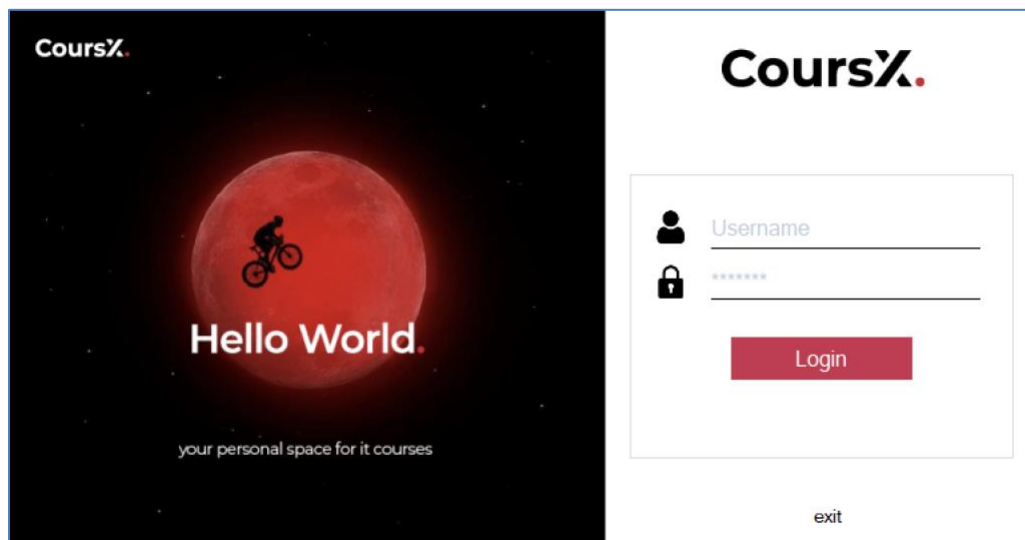 CoursX.
Hello World.
your personal space for it courses
CoursX.
Username
*******
Login
exit